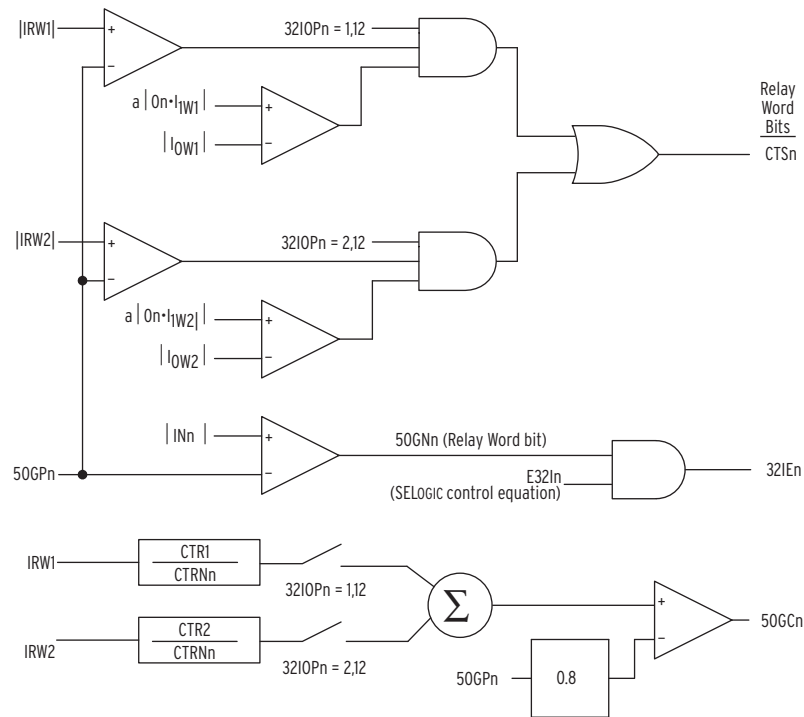 |IRW1|
+
−
32IOPn = 1,12
a|0n•I1W1|
+
|I0W1|
−
Relay
Word
Bits
CTSn
|IRW2|
+
−
32IOPn = 2,12
a|0n•I1W2||
+
|I0W2|
−
|INn|
+
50GNn (Relay Word bit)
50GPn
−
E32In
(SELOGIC control equation)
32IEn
IRW1
CTR1
CTRNn
32IOPn = 1,12
Σ
+
50GCn
−
IRW2
CTR2
CTRNn
32IOPn = 2,12
50GPn
0.8